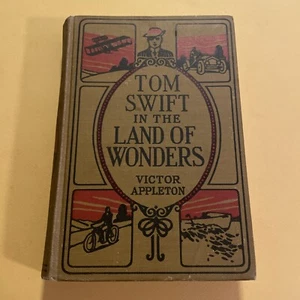 TOM
SWIFT
IN THE
LAND OF
WONDERS
VICTOR
APPLETON